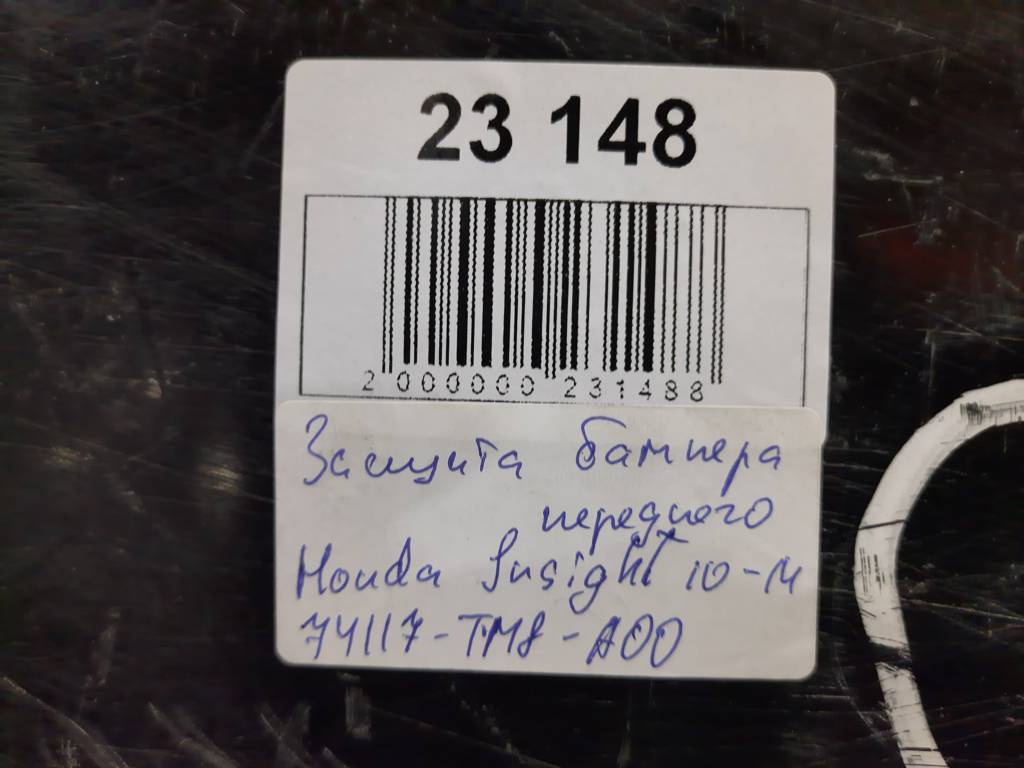 23 148
2 000000 231488
Защита бампера
переднего
Honda Insight 10-14
74117-TM8-A00